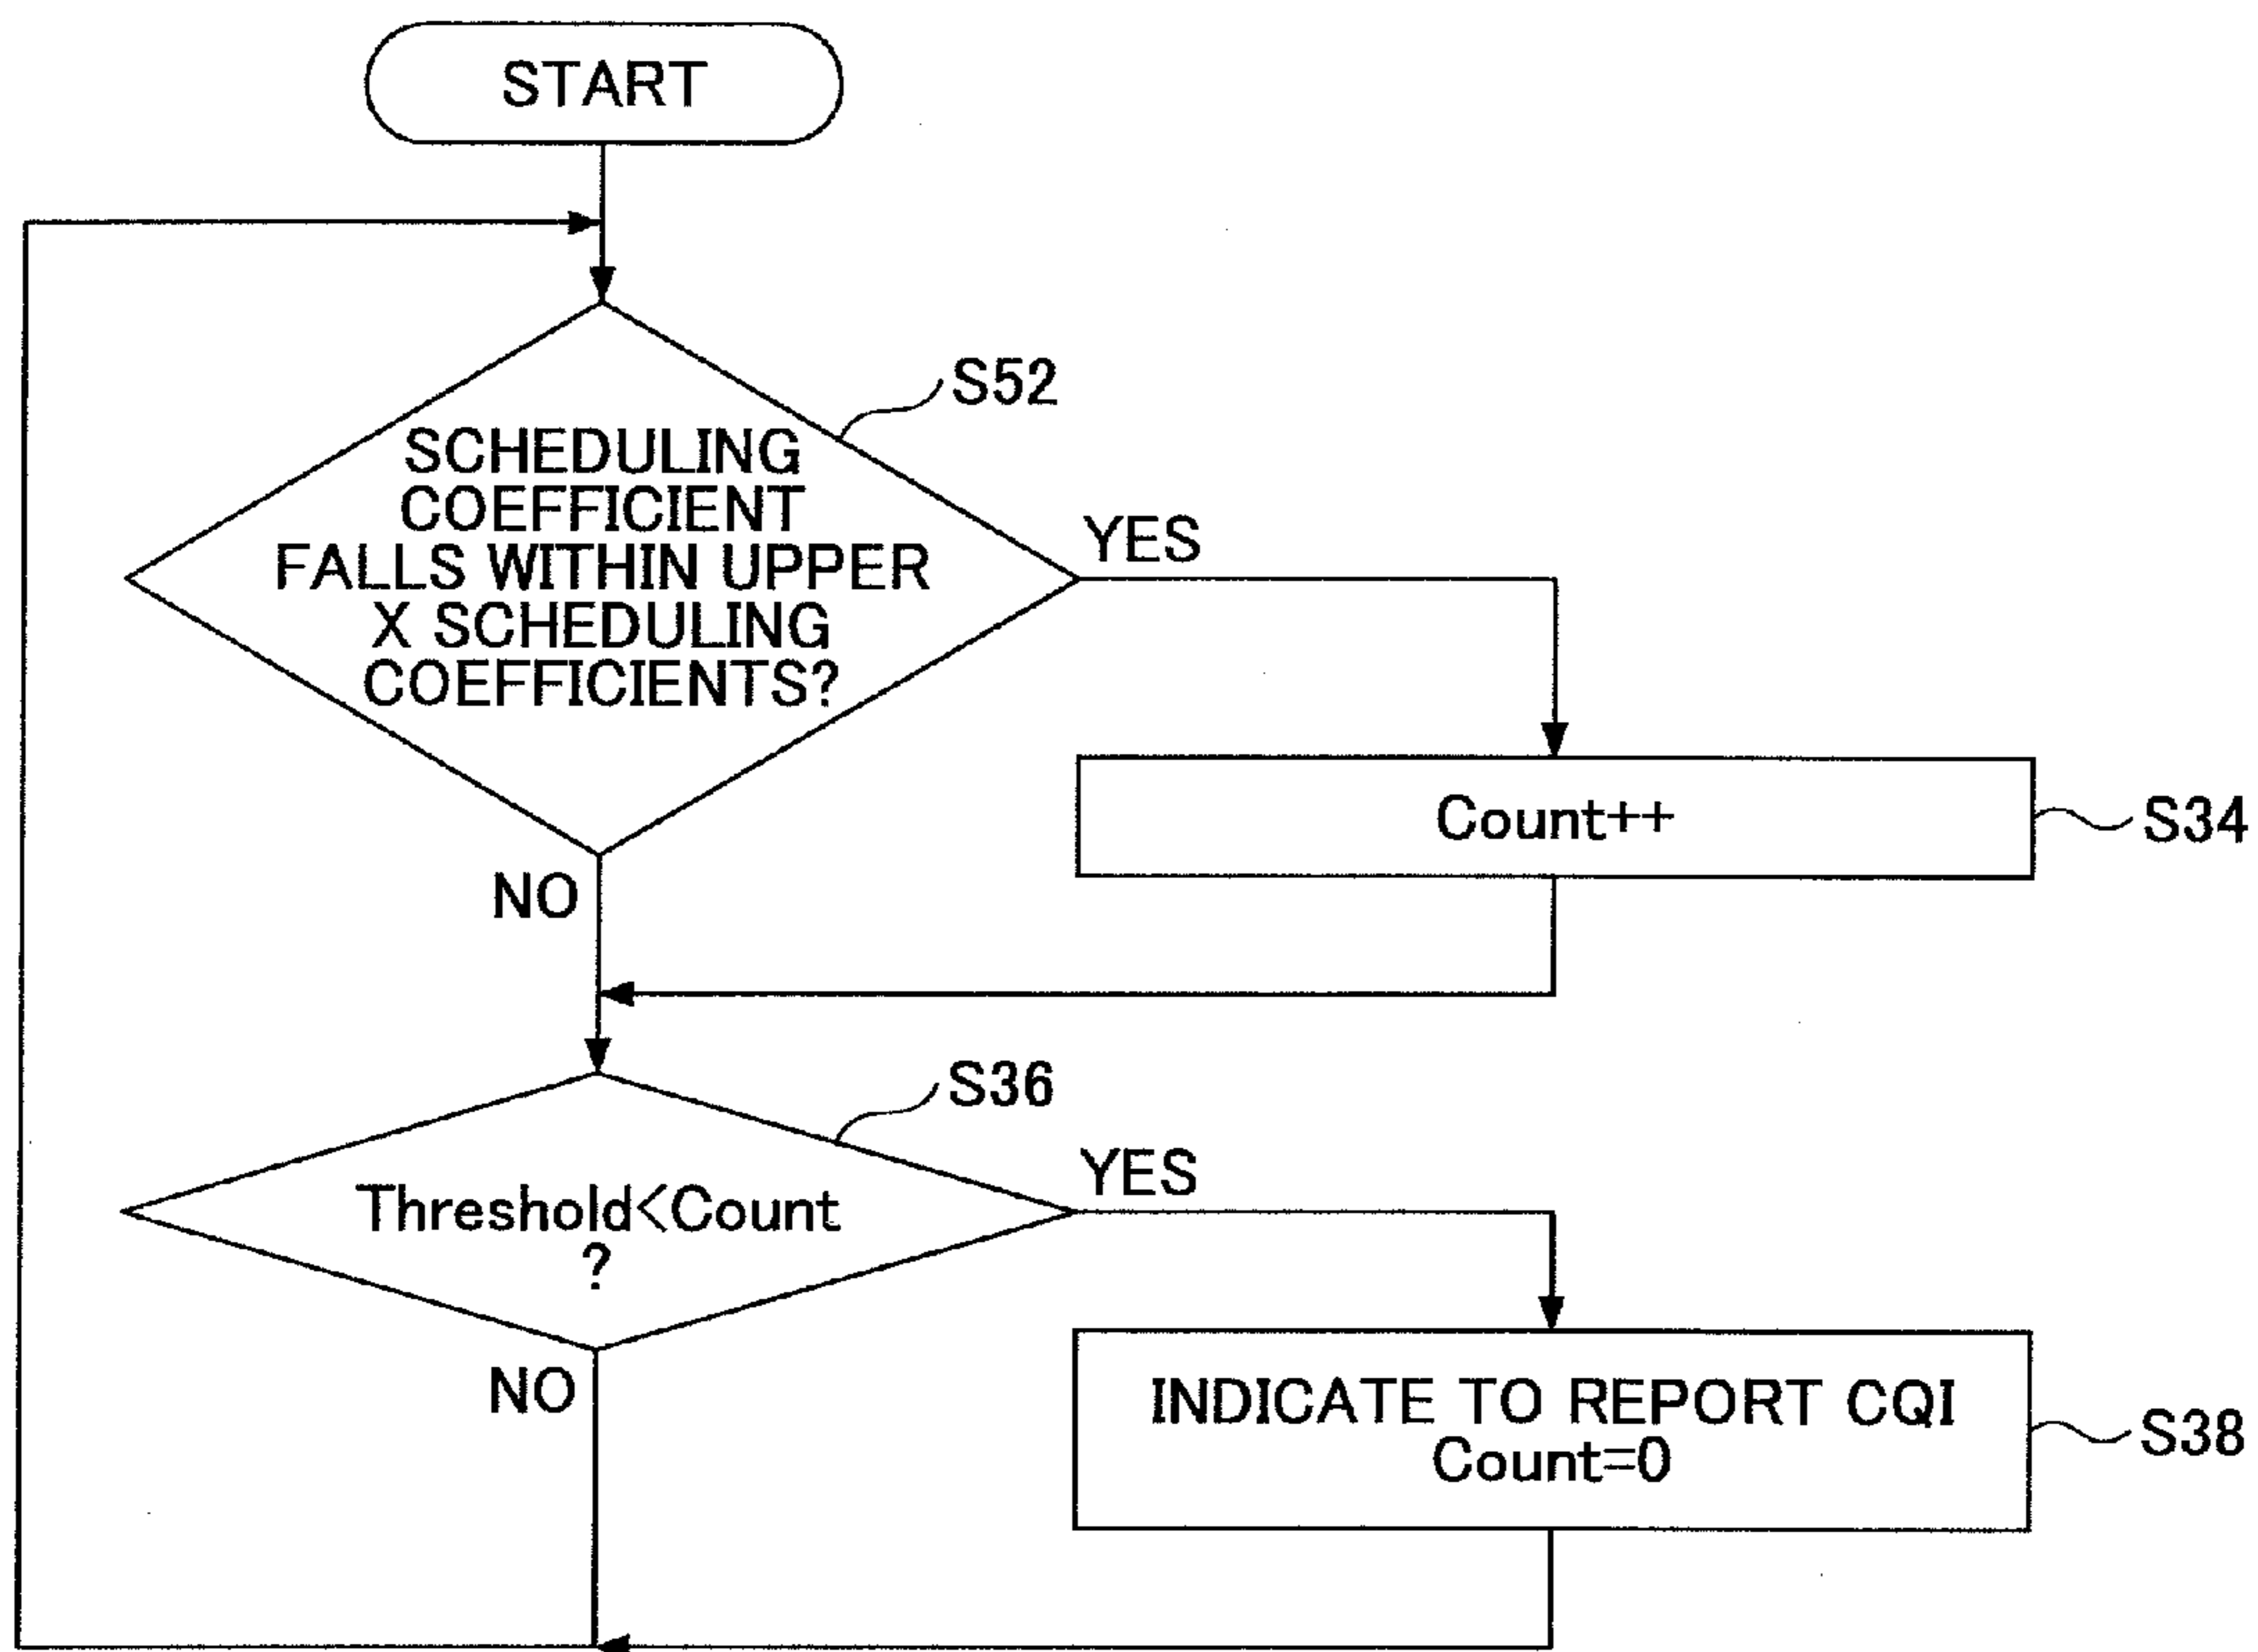 START
S52
SCHEDULING
COEFFICIENT
FALLS WITHIN UPPER
X SCHEDULING
COEFFICIENTS?
YES
Count++
S34
NO
S36
Threshold<Count
?
YES
NO
INDICATE TO REPORT CQI
Count=0
S38